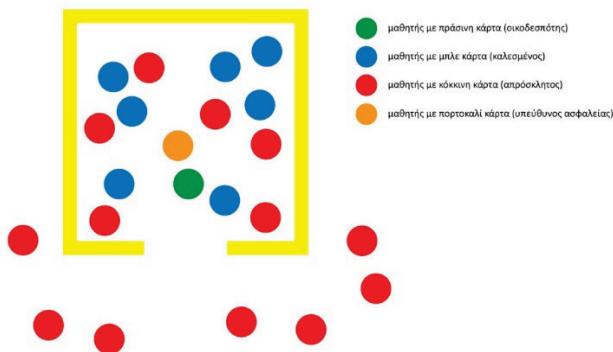 μαθητής με πράσινη κάρτα (οικοδεσπότης)
μαθητής με μπλε κάρτα (καλεσμένος)
μαθητής με κόκκινη κάρτα (απρόσκλητος)
μαθητής με πορτοκαλί κάρτα (υπεύθυνος ασφαλείας)